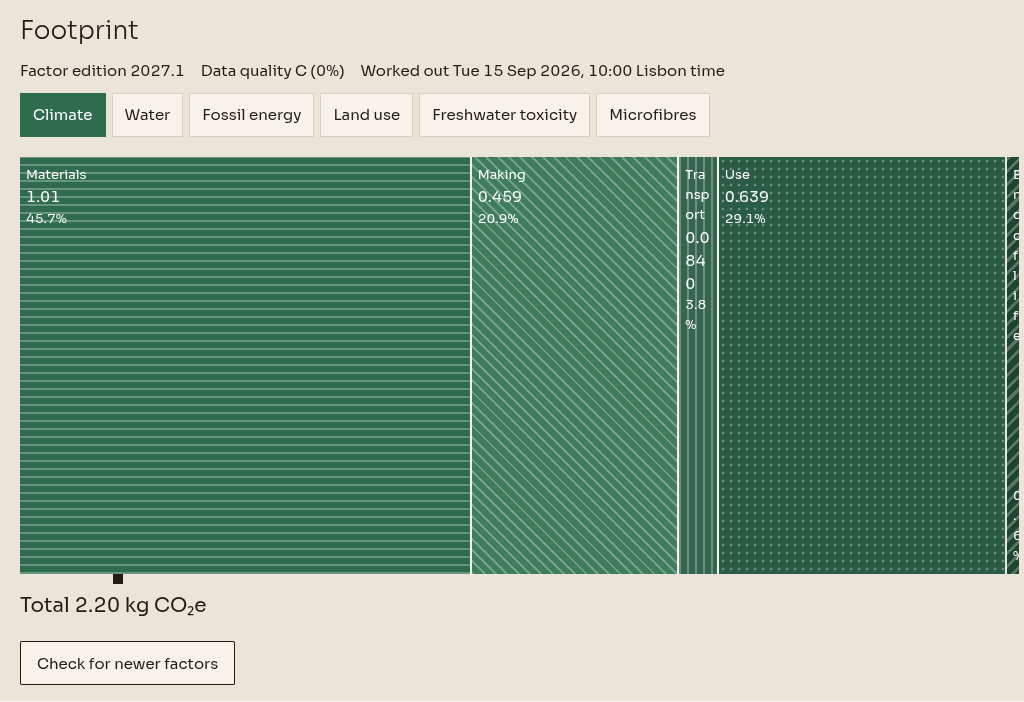 Footprint
Factor edition 2027.1 Data quality C (0%) Worked out Tue 15 Sep 2026, 10:00 Lisbon time
Climate Water Fossil energy Land use Freshwater toxicity Microfibres
Materials
1.01
45.7%
Making
0.459
20.9%
Tra
nsp
ort
0.0
84
0
3.8
%
Use
0.639
29.1%
Total 2.20 kg CO₂e
Check for newer factors